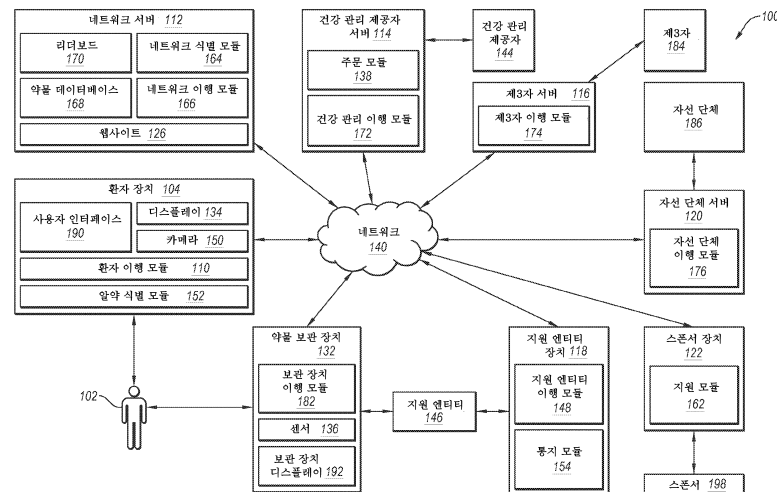 100
네트워크 서버 112
리더보드
170
네트워크 식별 모듈
164
약물 데이터베이스
168
네트워크 이행 모듈
166
웹사이트 126
건강 관리 제공자
서버 114
주문 모듈
138
건강 관리 이행 모듈
172
건강 관리
제공자
144
제3자
184
제3자 서버 116
제3자 이행 모듈
174
자선 단체
186
환자 장치 104
사용자 인터페이스
190
디스플레이 134
카메라 150
환자 이행 모듈 110
알약 식별 모듈 152
네트워크
140
자선 단체 서버
120
자선 단체
이행 모듈
176
102
약물 보관 장치
132
보관 장치
이행 모듈
182
센서 136
보관 장치
디스플레이 192
지원 엔티티
146
지원 엔티티
장치 118
지원 엔티티
이행 모듈
148
통지 모듈
154
스폰서 장치
122
지원 모듈
162
스폰서 198